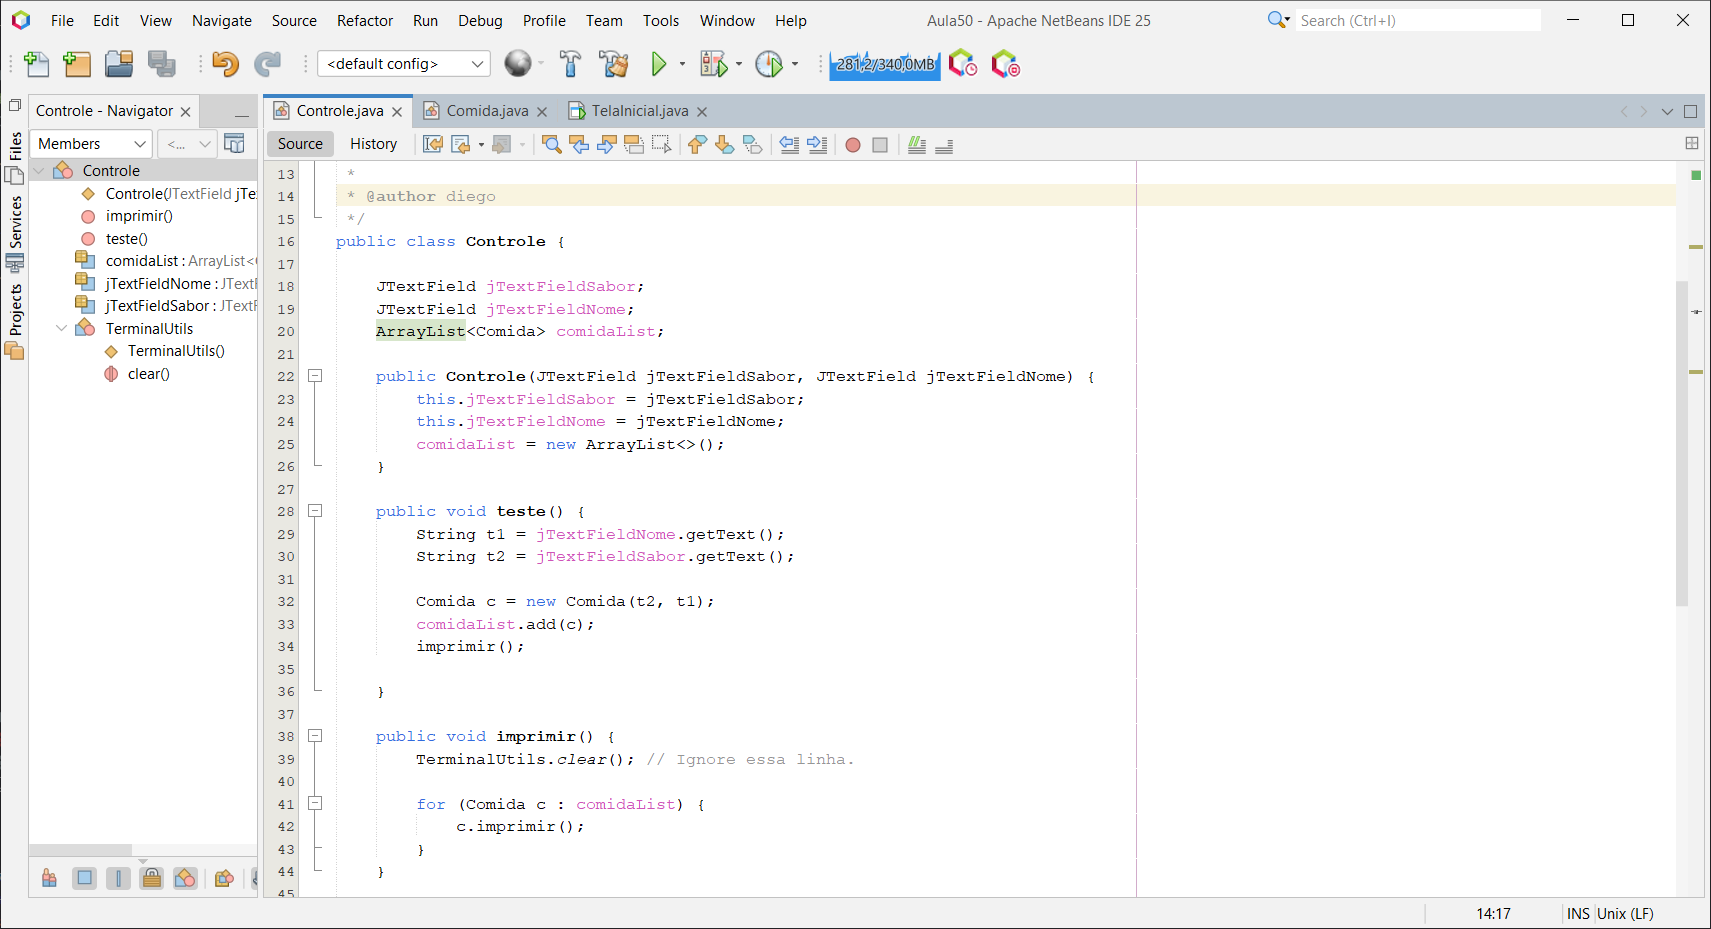 File Edit View Navigate Source Refactor Run Debug Profile Team Tools Window Help
Aula50 - Apache NetBeans IDE 25
Search (Ctrl+I)
<default config>
281,2/340,0MB
Controle - Navigator
Controle.java
Comida.java
TelaInicial.java
Members
<...
Source
History
Files
Services
Projects
Controle
Controle(JTextField jTe
imprimir()
teste()
comidaList : ArrayList<
jTextFieldNome : JTextF
jTextFieldSabor : JTextF
TerminalUtils
TerminalUtils()
clear()
13 *
14 * @author diego
15 */
16 public class Controle {
17
18 JTextField jTextFieldSabor;
19 JTextField jTextFieldNome;
20 ArrayList<Comida> comidaList;
21
22 public Controle(JTextField jTextFieldSabor, JTextField jTextFieldNome) {
23 this.jTextFieldSabor = jTextFieldSabor;
24 this.jTextFieldNome = jTextFieldNome;
25 comidaList = new ArrayList<>();
26 }
27
28 public void teste() {
29 String t1 = jTextFieldNome.getText();
30 String t2 = jTextFieldSabor.getText();
31
32 Comida c = new Comida(t2, t1);
33 comidaList.add(c);
34 imprimir();
35
36 }
37
38 public void imprimir() {
39 TerminalUtils.clear(); // Ignore essa linha.
40
41 for (Comida c : comidaList) {
42 c.imprimir();
43 }
44 }
45
14:17
INS
Unix (LF)